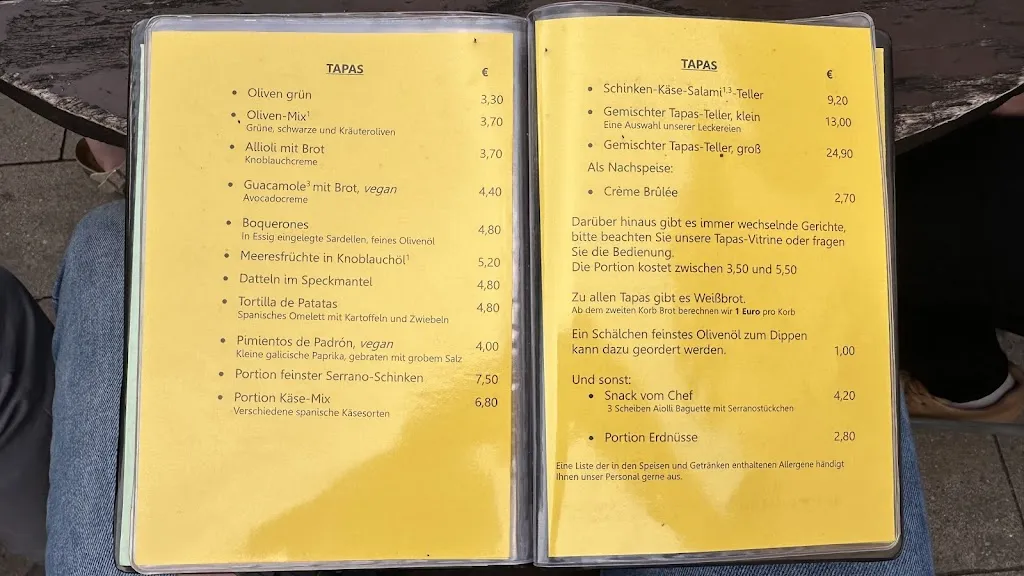 TAPAS
€
• Oliven grün 3,30
• Oliven-Mix¹ 3,70
Grüne, schwarze und Kräuteroliven
• Allioli mit Brot 3,70
Knoblauchcreme
• Guacamole³ mit Brot, vegan 4,40
Avocadocreme
• Boquerones 4,80
In Essig eingelegte Sardellen, feines Olivenöl
• Meeresfrüchte in Knoblauchöl¹ 5,20
• Datteln im Speckmantel 4,80
• Tortilla de Patatas 4,80
Spanisches Omelett mit Kartoffeln und Zwiebeln
• Pimientos de Padrón, vegan 4,00
Kleine galicische Paprika, gebraten mit grobem Salz
• Portion feinster Serrano-Schinken 7,50
• Portion Käse-Mix 6,80
Verschiedene spanische Käsesorten
TAPAS
€
• Schinken-Käse-Salami¹˒³-Teller 9,20
• Gemischter Tapas-Teller, klein 13,00
Eine Auswahl unserer Leckereien
• Gemischter Tapas-Teller, groß 24,90
Als Nachspeise:
• Crème Brûlée 2,70
Darüber hinaus gibt es immer wechselnde Gerichte,
bitte beachten Sie unsere Tapas-Vitrine oder fragen
Sie die Bedienung.
Die Portion kostet zwischen 3,50 und 5,50
Zu allen Tapas gibt es Weißbrot.
Ab dem zweiten Korb Brot berechnen wir 1 Euro pro Korb
Ein Schälchen feinstes Olivenöl zum Dippen
kann dazu geordert werden. 1,00
Und sonst:
• Snack vom Chef 4,20
3 Scheiben Aiolli Baguette mit Serranostückchen
• Portion Erdnüsse 2,80
Eine Liste der in den Speisen und Getränken enthaltenen Allergene händigt
Ihnen unser Personal gerne aus.